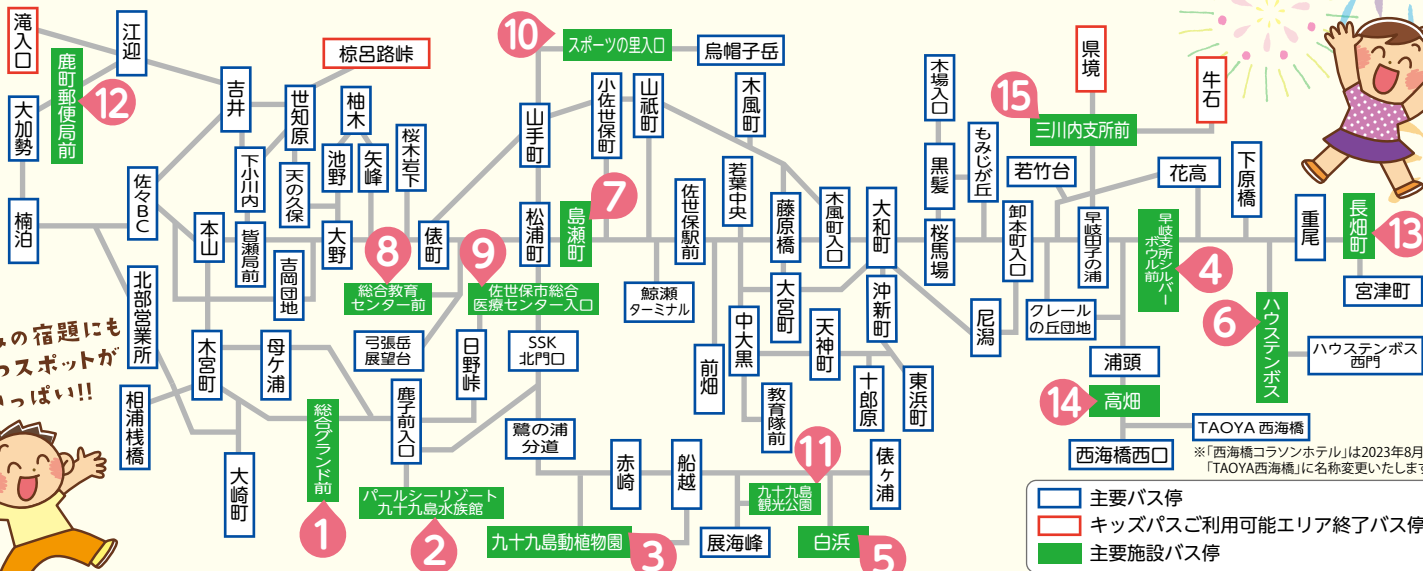 滝入口
江迎
鹿町郵便局前
12
大加勢
楠泊
吉井
世知原
椋呂路峠
柚木
池野
矢峰
桜木岩下
下小川内
天の久保
佐々BC
本山
皆瀬局前
吉岡団地
大野
8
総合教育
センター前
俵町
9
佐世保市総合
医療センター入口
弓張岳
展望台
日野峠
SSK
北門口
北部営業所
相浦桟橋
木宮町
母ケ浦
大崎町
総合グランド前
1
鹿子前入口
パールシーリゾート
九十九島水族館
2
鷺の浦
分道
九十九島動植物園
3
赤崎
船越
展海峰
九十九島
観光公園
11
白浜
5
俵ヶ浦
10
スポーツの里入口
烏帽子岳
山手町
松浦町
小佐世保町
山祇町
木風町
7
島瀬町
佐世保駅前
鯨瀬
ターミナル
若葉中央
藤原橋
木風町入口
大和町
前畑
中大黒
大宮町
天神町
沖新町
教育隊前
十郎原
東浜町
木場入口
黒髪
桜馬場
もみじが丘
尼潟
卸本町入口
若竹台
15
三川内支所前
県境
牛石
早岐田子の浦
クレール
の丘団地
花高
下原橋
早岐支所シルバー
ボウル前
4
浦頭
14
高畑
西海橋西口
TAOYA 西海橋
6
ハウステンボス
ハウステンボス
西門
重尾
長畑町
13
宮津町
※「西海橋コラソンホテル」は2023年8月
「TAOYA西海橋」に名称変更いたします
主要バス停
キッズパスご利用可能エリア終了バス停
主要施設バス停
の宿題にも
スポットが
っぱい!!